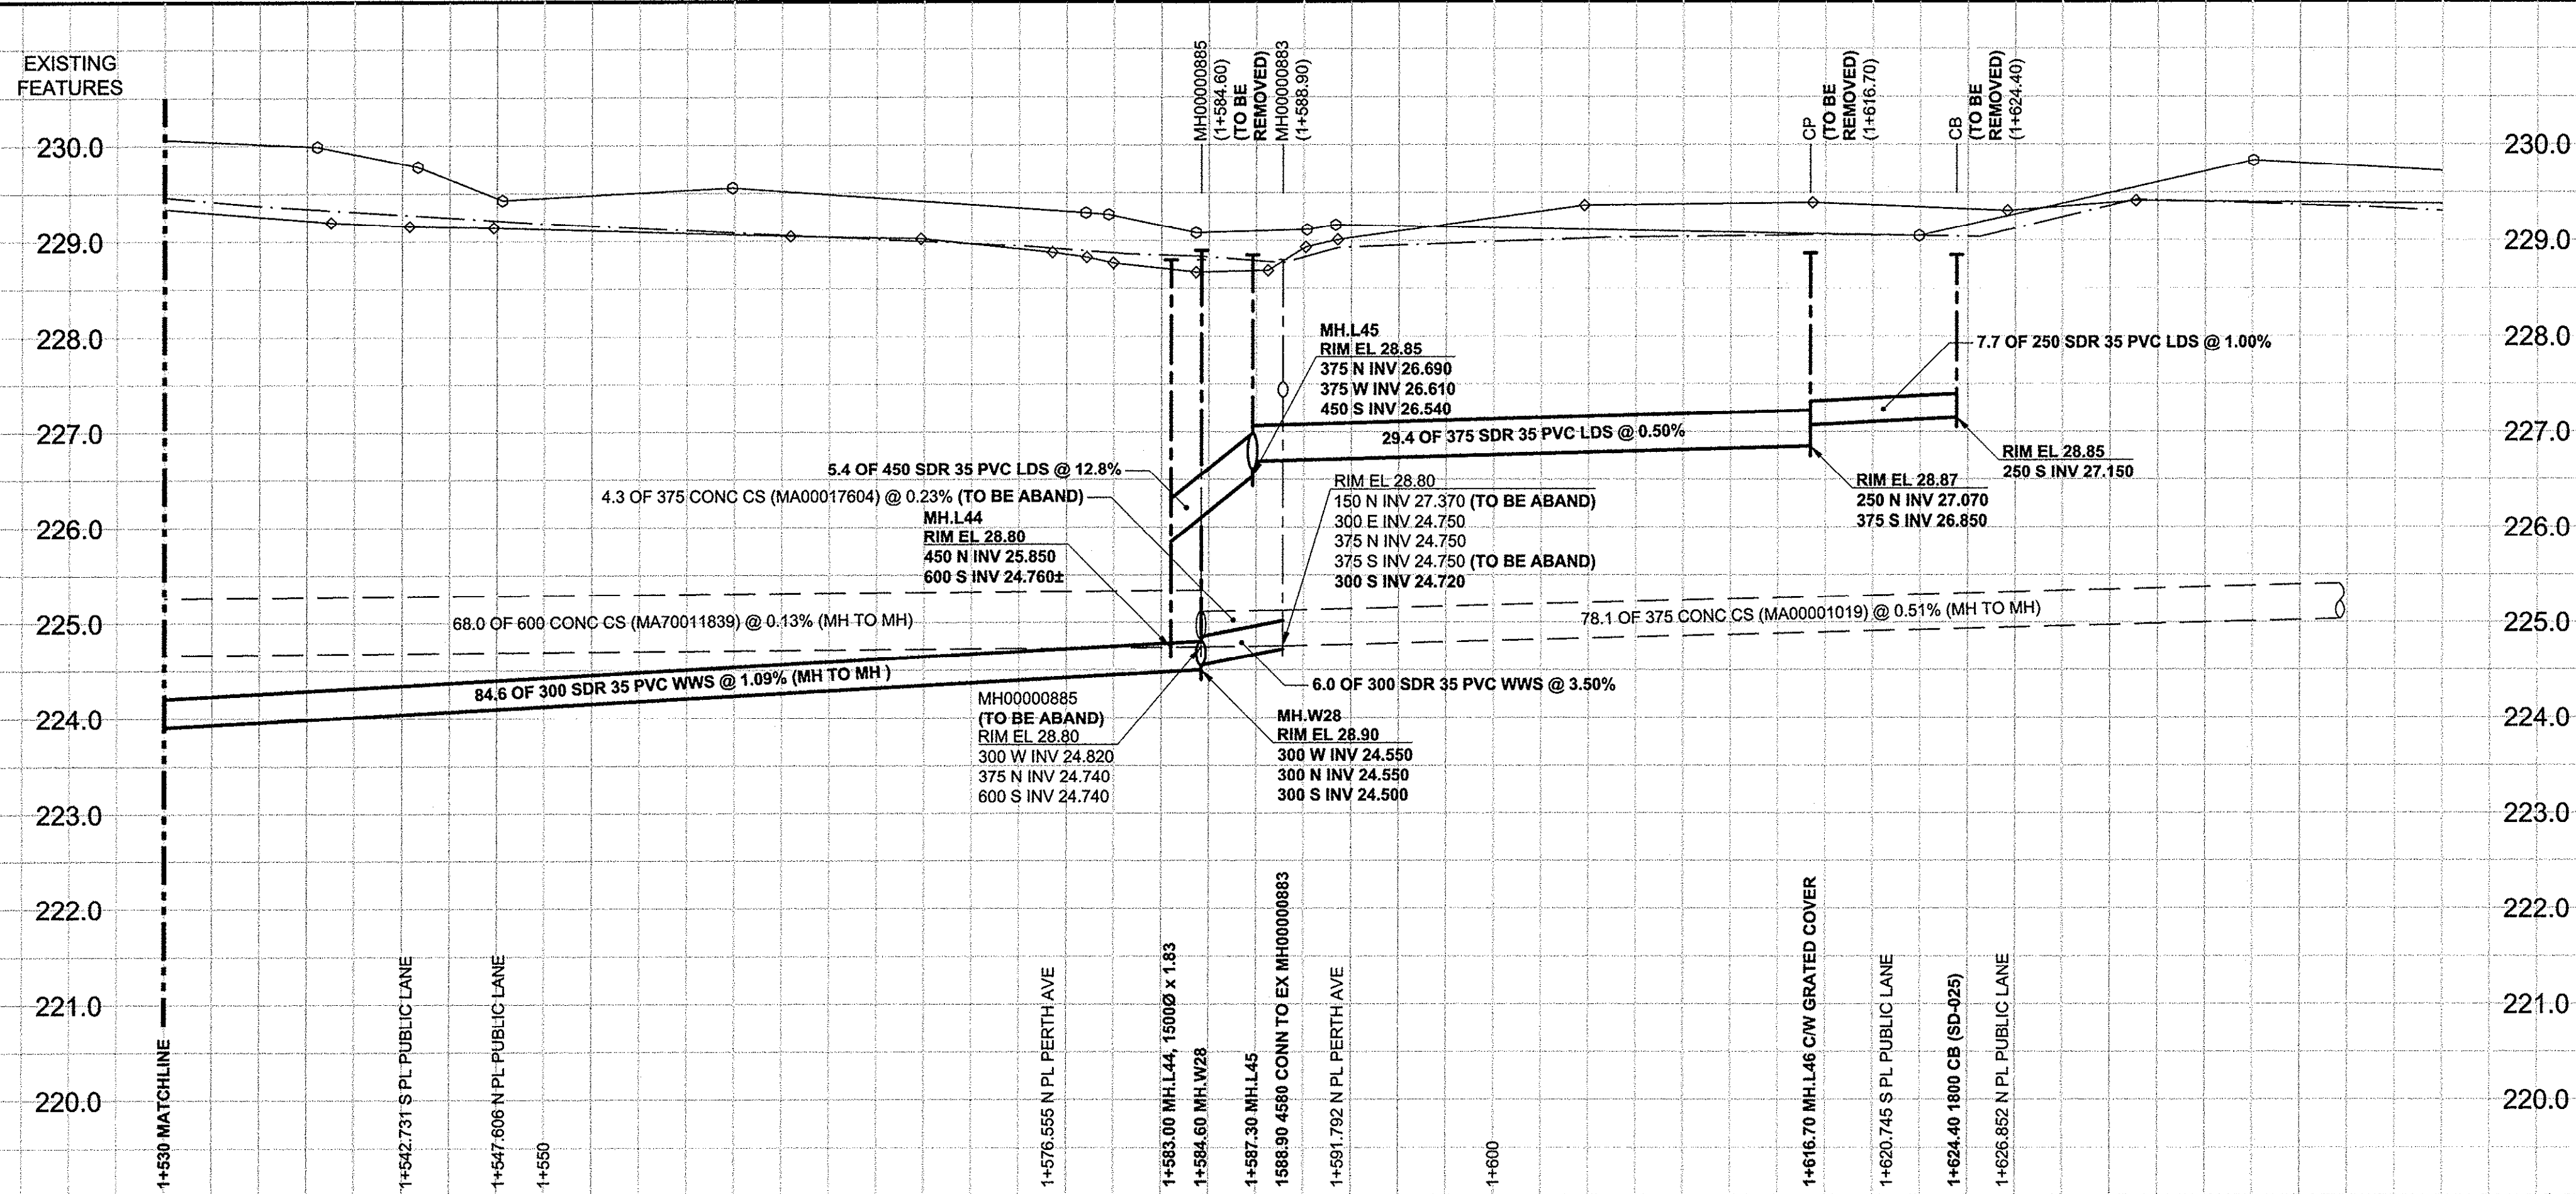 EXISTING
FEATURES
MH00000885
(1+584.60)
(TO BE
REMOVED)
MH00000883
(1+588.90)
CP
(TO BE
REMOVED)
(1+616.70)
CB
(TO BE
REMOVED)
(1+624.40)
230.0
230.0
229.0
229.0
228.0
228.0
227.0
227.0
226.0
226.0
225.0
225.0
224.0
224.0
223.0
223.0
222.0
222.0
221.0
221.0
220.0
220.0
MH.L45
RIM EL 28.85
375 N INV 26.690
375 W INV 26.610
450 S INV 26.540
7.7 OF 250 SDR 35 PVC LDS @ 1.00%
29.4 OF 375 SDR 35 PVC LDS @ 0.50%
RIM EL 28.85
250 S INV 27.150
RIM EL 28.87
250 N INV 27.070
375 S INV 26.850
5.4 OF 450 SDR 35 PVC LDS @ 12.8%
4.3 OF 375 CONC CS (MA00017604) @ 0.23% (TO BE ABAND)
MH.L44
RIM EL 28.80
450 N INV 25.850
600 S INV 24.760±
RIM EL 28.80
150 N INV 27.370 (TO BE ABAND)
300 E INV 24.750
375 N INV 24.750
375 S INV 24.750 (TO BE ABAND)
300 S INV 24.720
68.0 OF 600 CONC CS (MA70011839) @ 0.13% (MH TO MH)
78.1 OF 375 CONC CS (MA00001019) @ 0.51% (MH TO MH)
84.6 OF 300 SDR 35 PVC WWS @ 1.09% (MH TO MH )
6.0 OF 300 SDR 35 PVC WWS @ 3.50%
MH00000885
(TO BE ABAND)
RIM EL 28.80
300 W INV 24.820
375 N INV 24.740
600 S INV 24.740
MH.W28
RIM EL 28.90
300 W INV 24.550
300 N INV 24.550
300 S INV 24.500
1+530 MATCHLINE
1+542.731 S PL PUBLIC LANE
1+547.606 N PL PUBLIC LANE
1+550
1+576.555 N PL PERTH AVE
1+583.00 MH.L44, 1500Ø x 1.83
1+584.60 MH.W28
1+587.30 MH.L45
1588.90 4580 CONN TO EX MH00000883
1+591.792 N PL PERTH AVE
1+600
1+616.70 MH.L46 C/W GRATED COVER
1+620.745 S PL PUBLIC LANE
1+624.40 1800 CB (SD-025)
1+626.852 N PL PUBLIC LANE